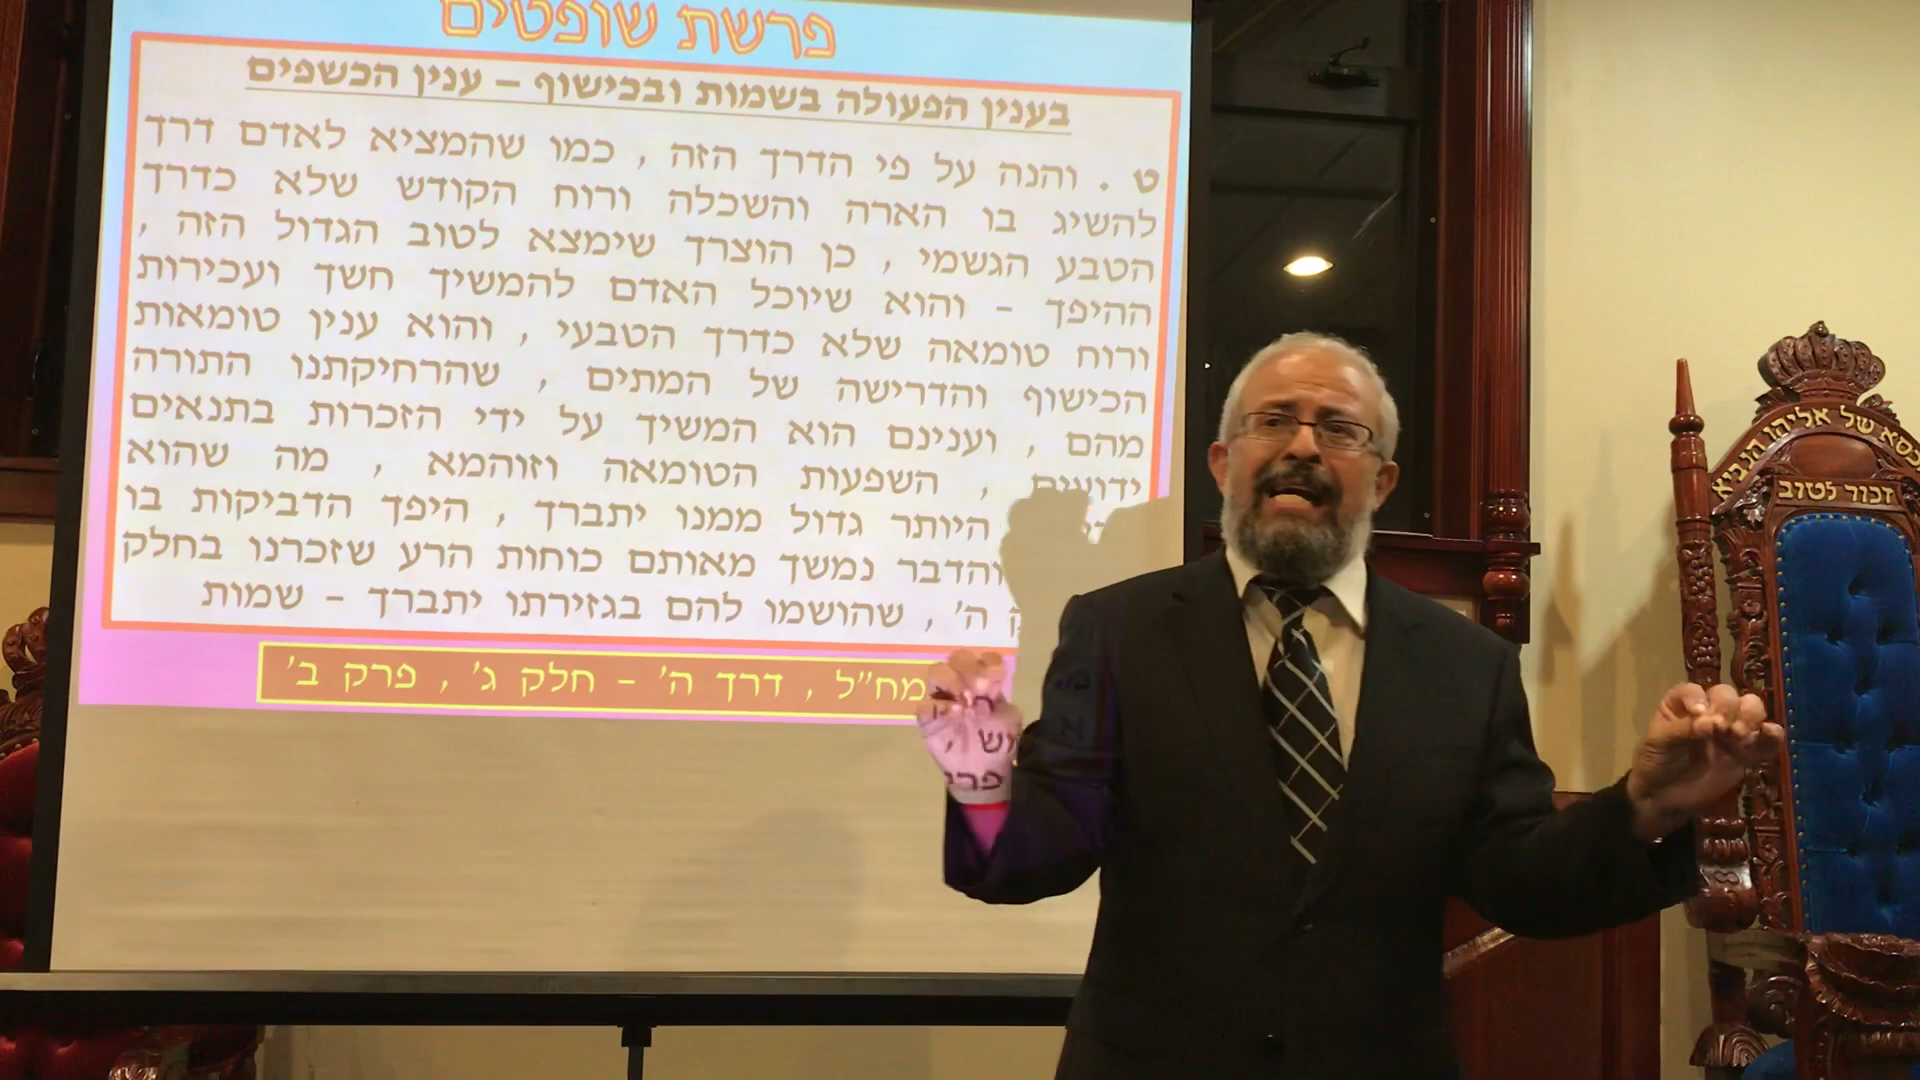 פרשת שופטים
בענין הפעולה בשמות ובכישוף – ענין הכשפים
ט . והנה על פי הדרך הזה , כמו שהמציא לאדם דרך
להשיג בו הארה והשכלה ורוח הקודש שלא כדרך
הטבע הגשמי , כן הוצרך שימצא לטוב הגדול הזה ,
ההיפך - והוא שיוכל האדם להמשיך חשך ועכירות
ורוח טומאה שלא כדרך הטבעי , והוא ענין טומאות
הכישוף והדרישה של המתים , שהרחיקתנו התורה
מהם , וענינם הוא המשיך על ידי הזכרות בתנאים
ידועים , השפעות הטומאה וזוהמא , מה שהוא
היותר גדול ממנו יתברך , היפך הדביקות בו
והדבר נמשך מאותם כוחות הרע שזכרנו בחלק
ה' , שהושמו להם בגזירתו יתברך - שמות
מח"ל , דרך ה' - חלק ג' , פרק ב'
כסא של אליהו הנביא
זכור לטוב